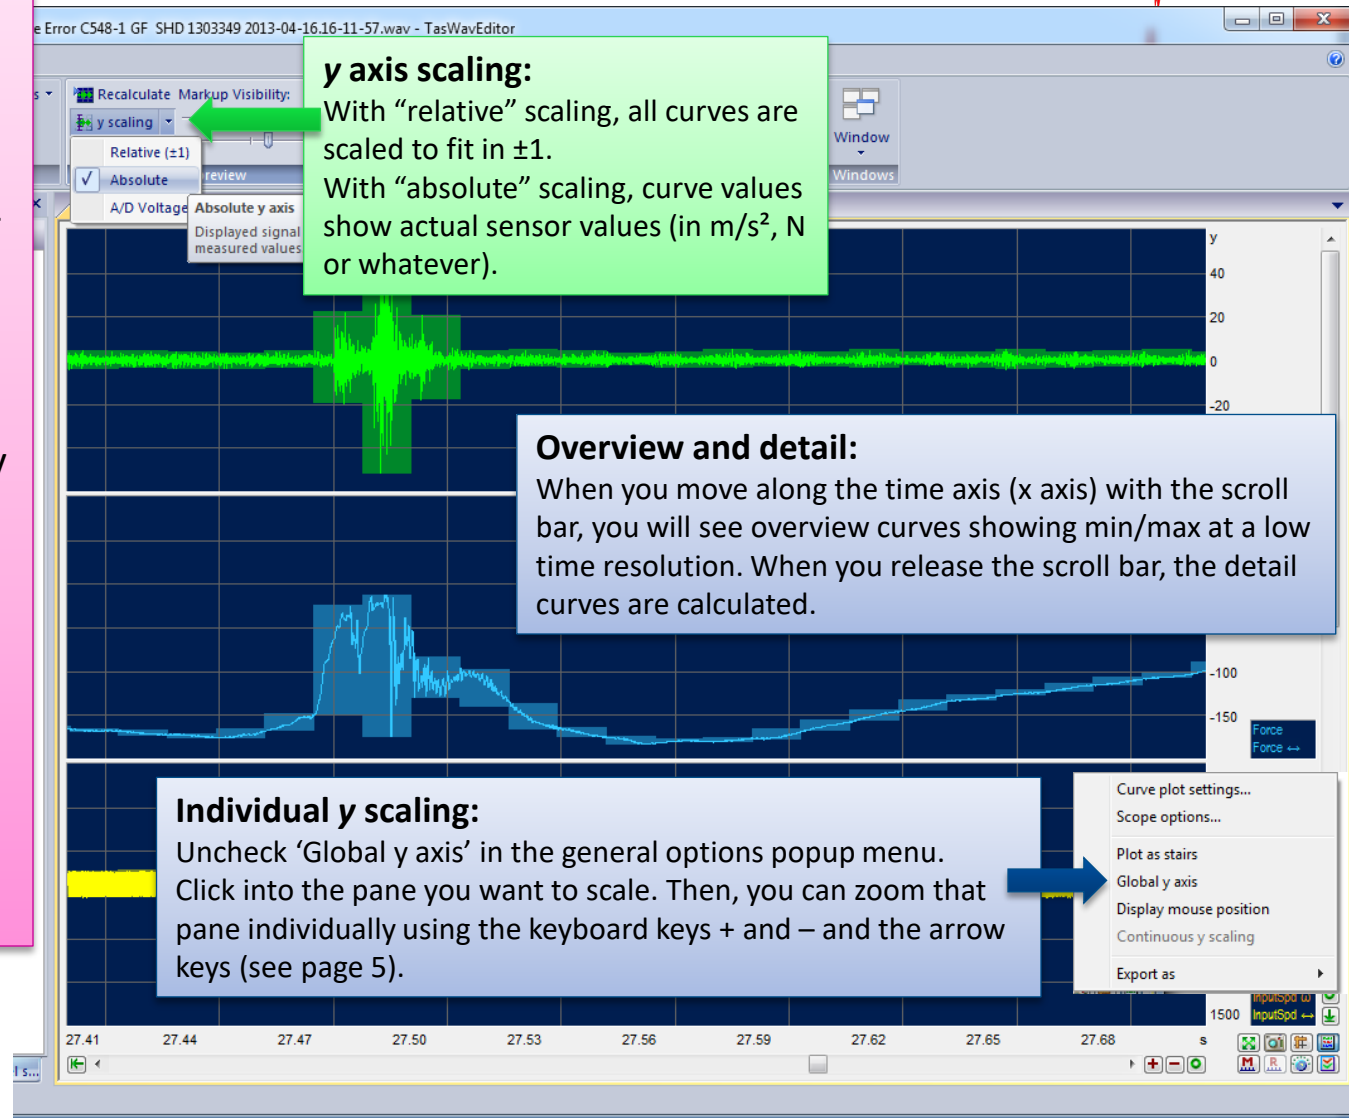 e Error C548-1 GF SHD 1303349 2013-04-16.16-11-57.wav - TasWavEditor
s
Recalculate Markup Visibility:
y scaling
Relative (±1)
Absolute
A/D Voltage
review
Absolute y axis
Displayed signal
measured values
y axis scaling:
With “relative” scaling, all curves are
scaled to fit in ±1.
With “absolute” scaling, curve values
show actual sensor values (in m/s², N
or whatever).
Window
Windows
y
40
20
0
-20
y
Overview and detail:
When you move along the time axis (x axis) with the scroll
bar, you will see overview curves showing min/max at a low
time resolution. When you release the scroll bar, the detail
curves are calculated.
-100
-150
Force
Force ↔
Individual y scaling:
Uncheck ‘Global y axis’ in the general options popup menu.
Click into the pane you want to scale. Then, you can zoom that
pane individually using the keyboard keys + and – and the arrow
keys (see page 5).
Curve plot settings...
Scope options...
Plot as stairs
Global y axis
Display mouse position
Continuous y scaling
Export as
InputSpd ω
1500
InputSpd ↔
27.41 27.44 27.47 27.50 27.53 27.56 27.59 27.62 27.65 27.68 s
l s...
M R